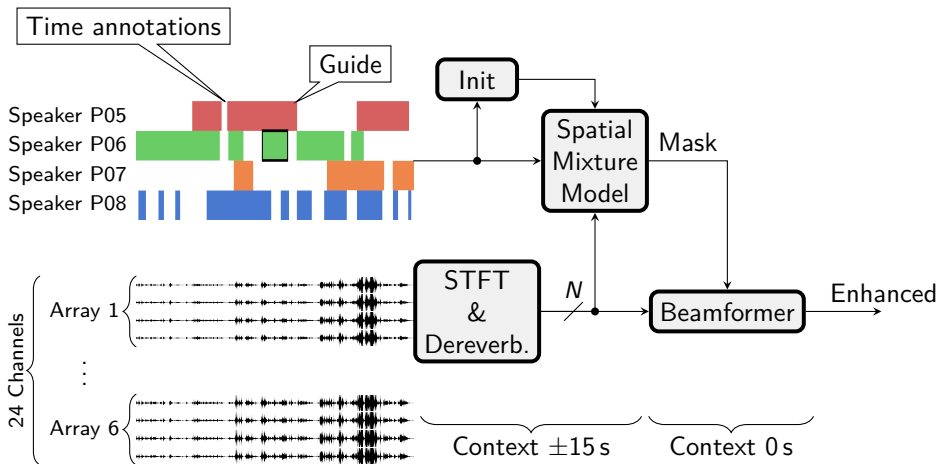 Time annotations
Guide
Init
Speaker P05
Speaker P06
Speaker P07
Speaker P08
Spatial
Mixture
Model
Mask
24 Channels
Array 1
⋮
Array 6
STFT
&
Dereverb.
N
Beamformer
Enhanced
Context ±15 s
Context 0 s